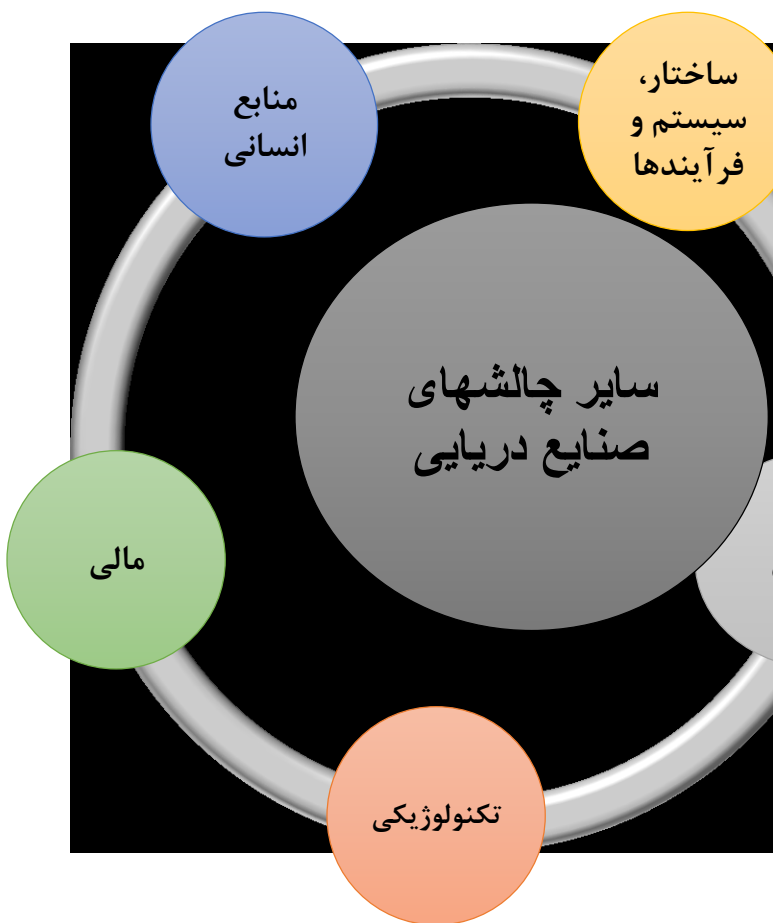 ساختار،
سیستم و
فرآیندها
منابع
انسانی
سایر چالشهای
صنایع دریایی
مالی
تکنولوژیکی